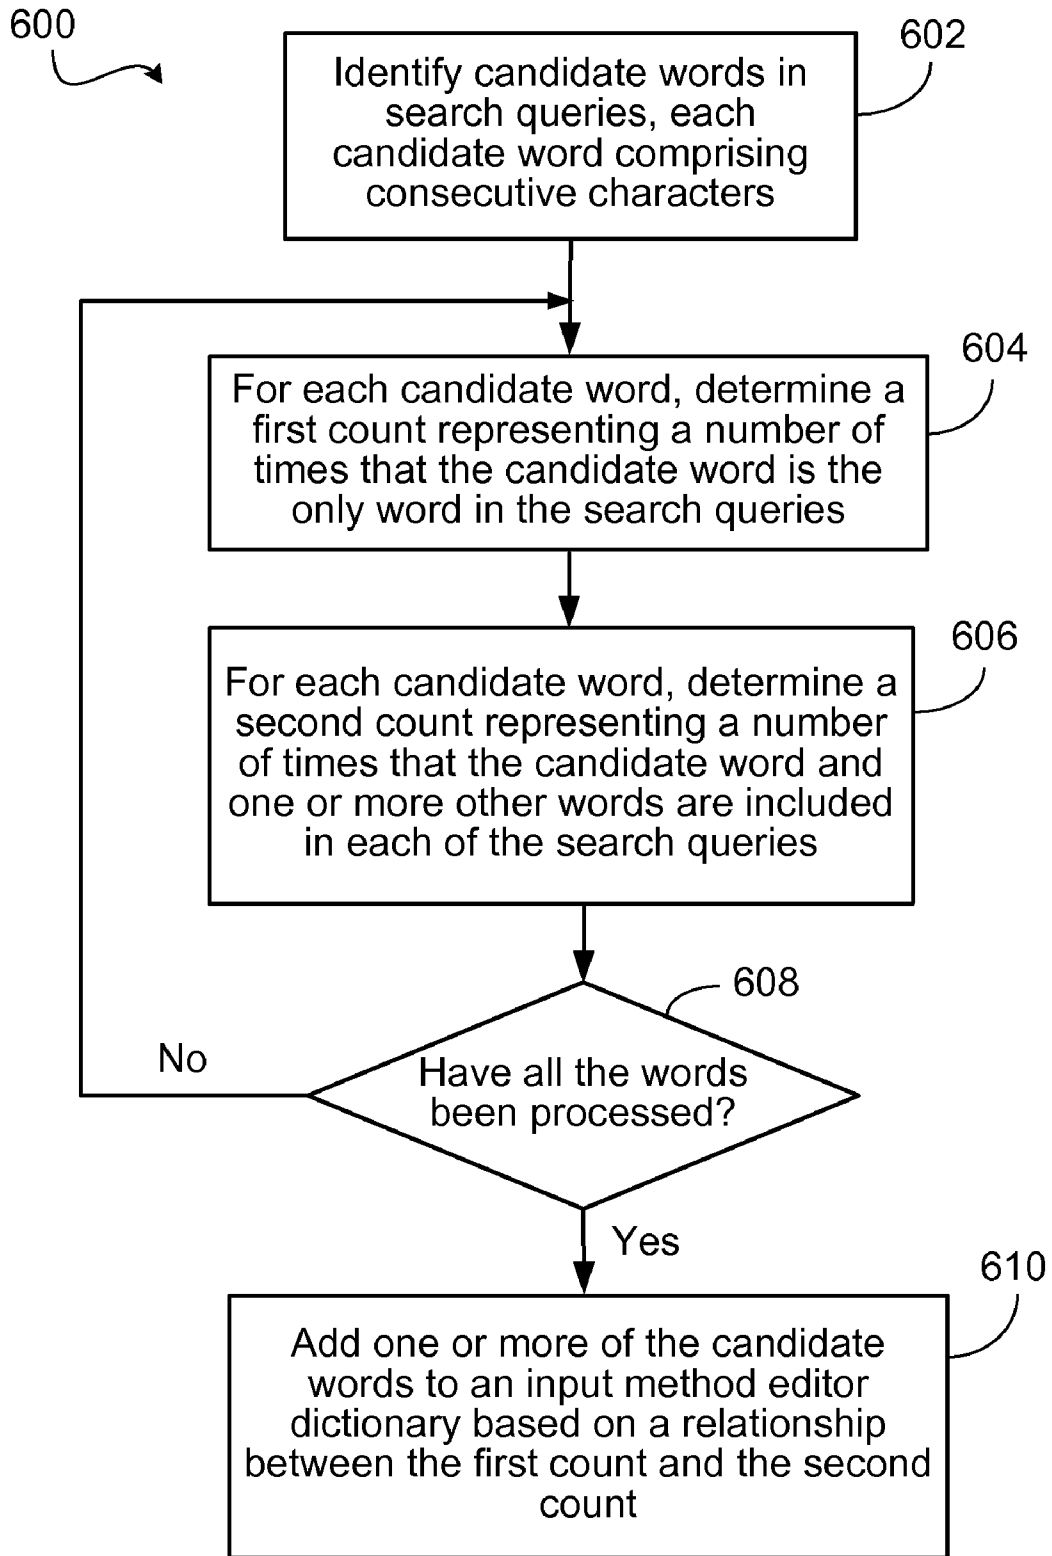 600
602
Identify candidate words in
search queries, each
candidate word comprising
consecutive characters
604
For each candidate word, determine a
first count representing a number of
times that the candidate word is the
only word in the search queries
606
For each candidate word, determine a
second count representing a number
of times that the candidate word and
one or more other words are included
in each of the search queries
608
No
Have all the words
been processed?
Yes
610
Add one or more of the candidate
words to an input method editor
dictionary based on a relationship
between the first count and the second
count